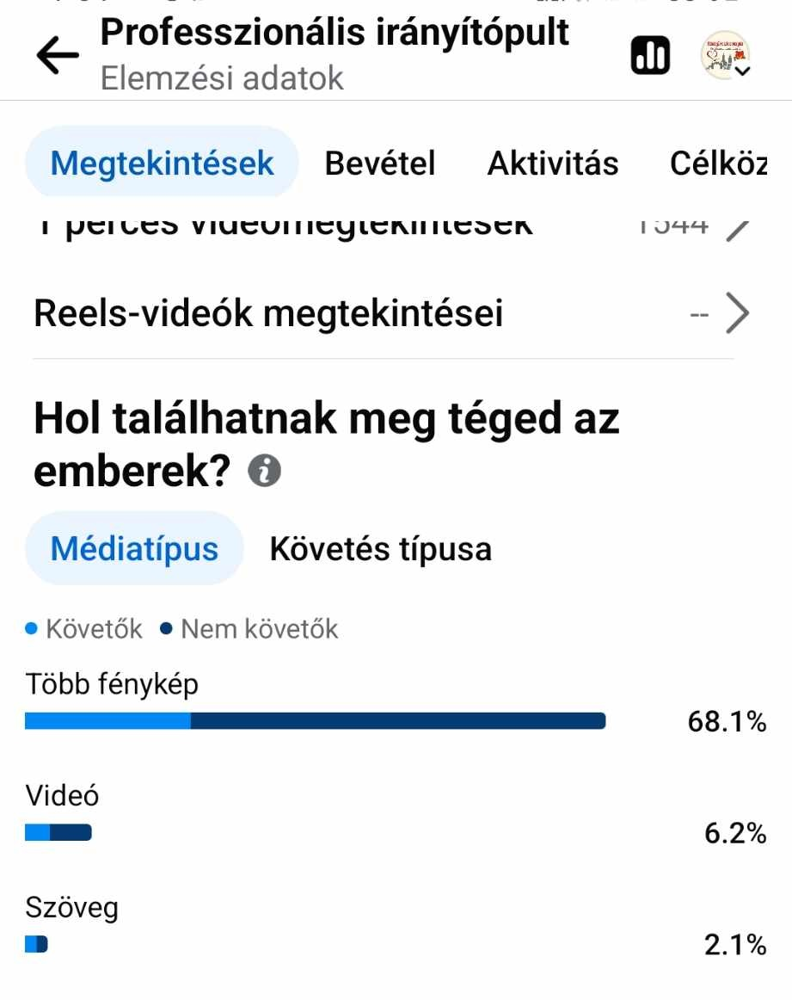 Professzionális irányítópult
Elemzési adatok
Megtekintések Bevétel Aktivitás Célköz
1 perces videómegtekintések 1544
Reels-videók megtekintései --
Hol találhatnak meg téged az
emberek?
Médiatípus Követés típusa
Követők Nem követők
Több fénykép
68.1%
Videó
6.2%
Szöveg
2.1%